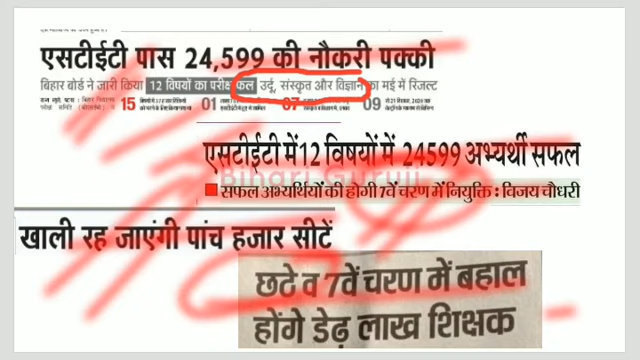 एसटीईटी पास 24,599 की नौकरी पक्की
बिहार बोर्ड ने जारी किया 12 विषयों का परीक्षाफल उर्दू, संस्कृत और विज्ञान का मई में रिजल्ट
15 01 07 09
एसटीईटी में 12 विषयों में 24599 अभ्यर्थी सफल
Bihari Guruji
सफल अभ्यर्थियों की होगी 7वें चरण में नियुक्ति : विजय चौधरी
खाली रह जाएंगी पांच हजार सीटें
छठे व 7वें चरण में बहाल
होंगे डेढ़ लाख शिक्षक